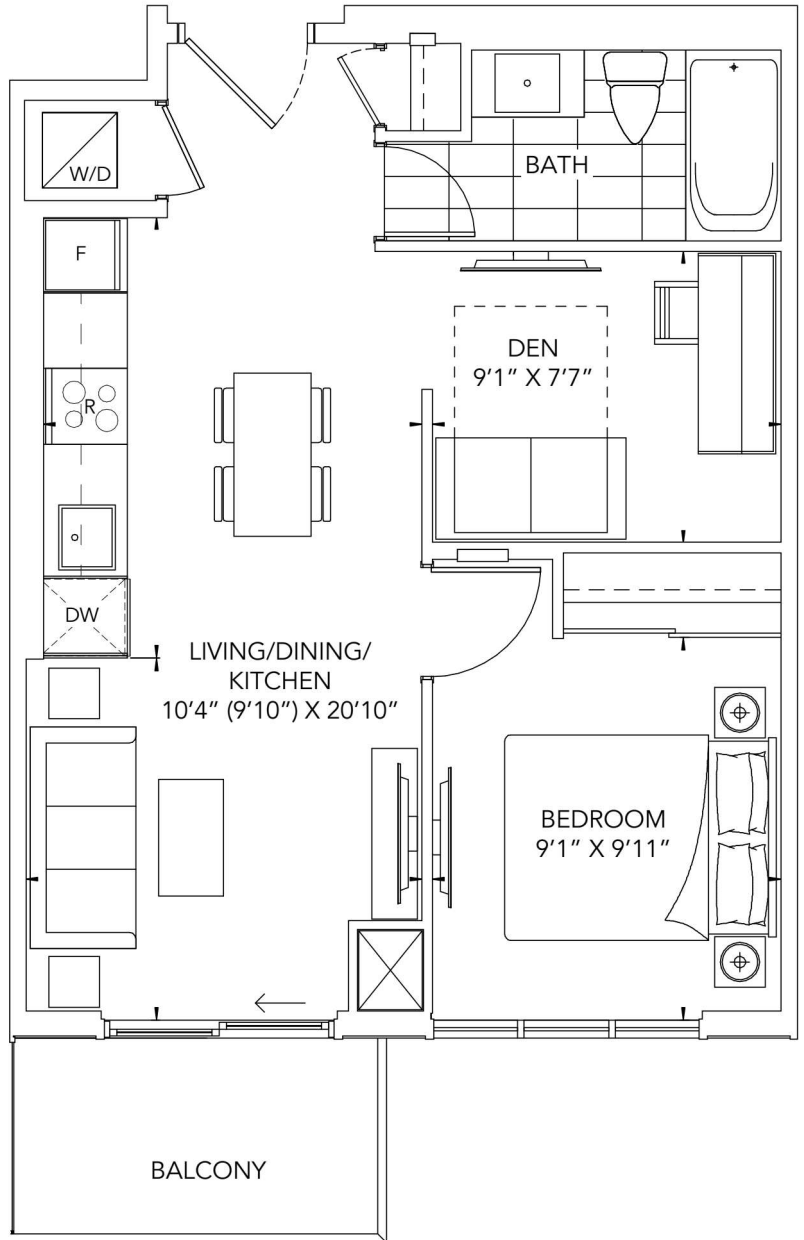 W/D
BATH
F
DEN
9'1" X 7'7"
R
DW
LIVING/DINING/
KITCHEN
10'4" (9'10") X 20'10"
BEDROOM
9'1" X 9'11"
BALCONY